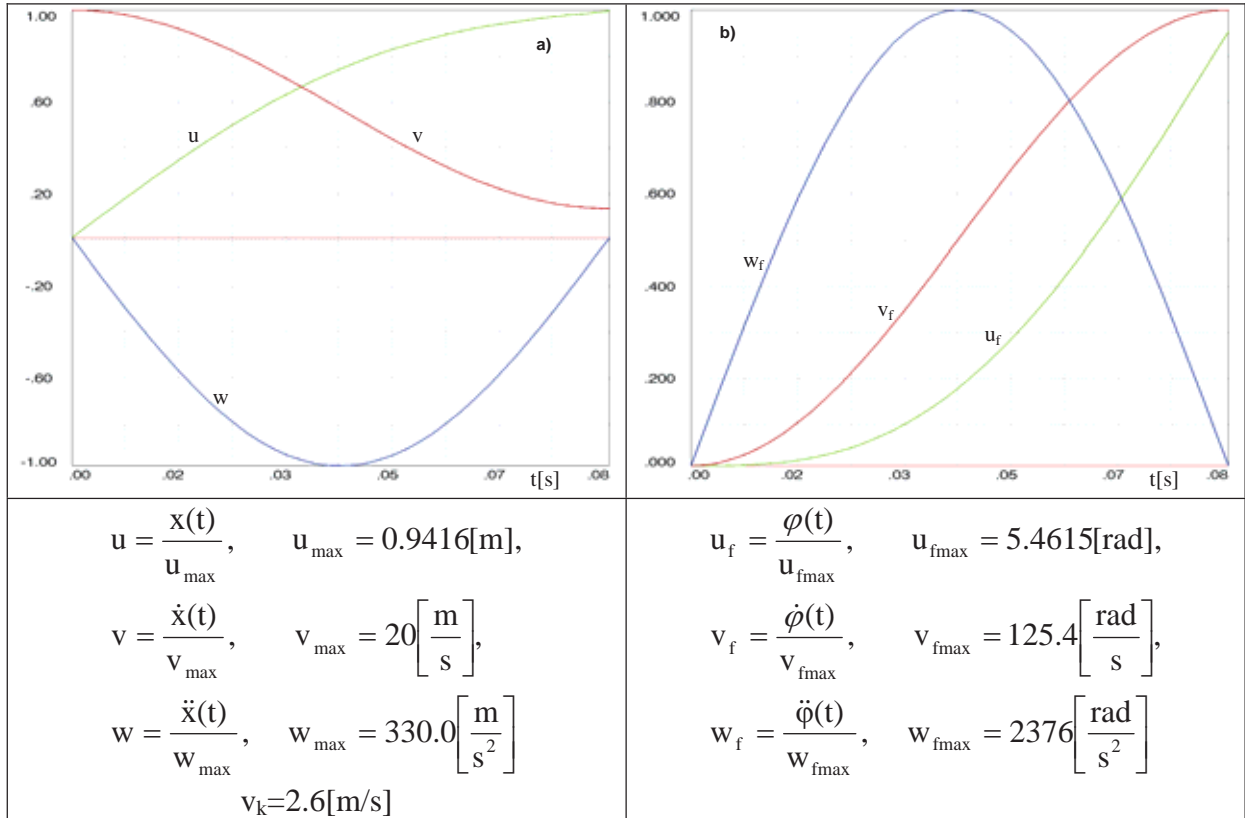 a)
1.00
.60
.20
-.20
-.60
-1.00
u
v
w
.00 .02 .03 .05 .07 .08
t[s]
b)
1.000
.800
.600
.400
.200
.000
w_f
v_f
u_f
.00 .02 .03 .05 .07 .08
t[s]
u = x(t)/u_max, u_max = 0.9416[m],
v = ẋ(t)/v_max, v_max = 20[m/s],
w = ẍ(t)/w_max, w_max = 330.0[m/s²]
v_k=2.6[m/s]
u_f = φ(t)/u_fmax, u_fmax = 5.4615[rad],
v_f = φ̇(t)/v_fmax, v_fmax = 125.4[rad/s],
w_f = φ̈(t)/w_fmax, w_fmax = 2376[rad/s²]